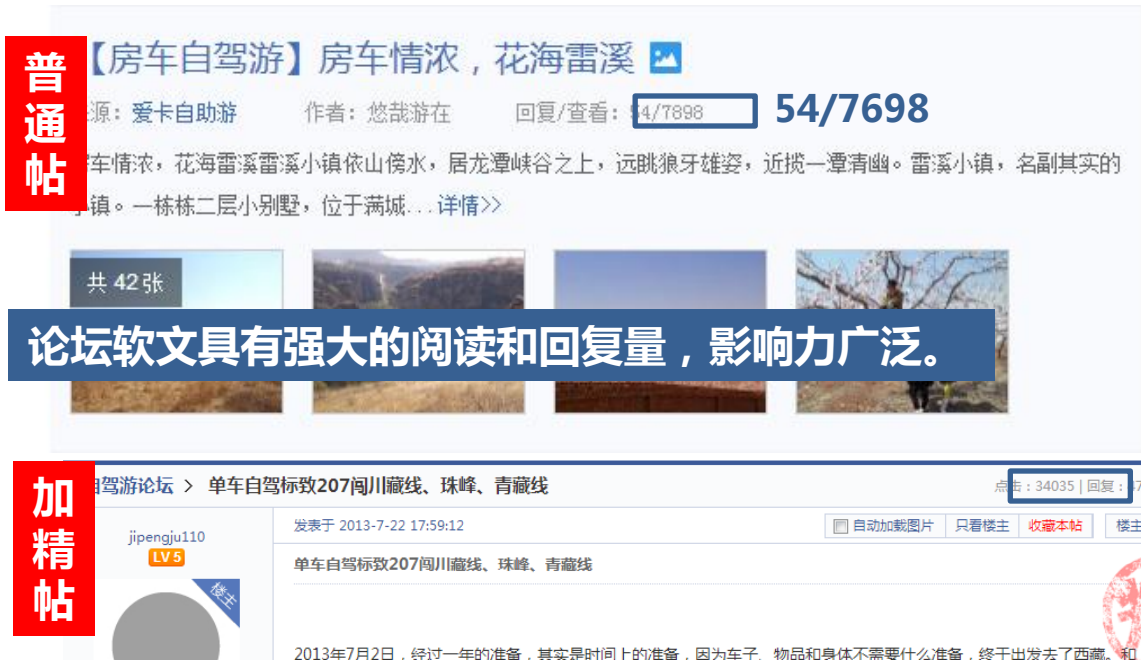 普通帖
【房车自驾游】房车情浓，花海雷溪
源：爱卡自助游 作者：悠哉游在 回复/查看：54/7898 54/7698
车情浓，花海雷溪雷溪小镇依山傍水，居龙潭峡谷之上，远眺狼牙雄姿，近揽一潭清幽。雷溪小镇，名副其实的
小镇。一栋栋二层小别墅，位于满城...详情>>
共 42 张
论坛软文具有强大的阅读和回复量，影响力广泛。
加精帖
驾游论坛 > 单车自驾标致207闯川藏线、珠峰、青藏线 点击：34035 | 回复：
jipengju110
LV 5
楼主
发表于 2013-7-22 17:59:12 自动加载图片 只看楼主 收藏本帖 楼主
单车自驾标致207闯川藏线、珠峰、青藏线
2013年7月2日，经过一年的准备，其实是时间上的准备，因为车子、物品和身体不需要什么准备，终于出发去了西藏。和